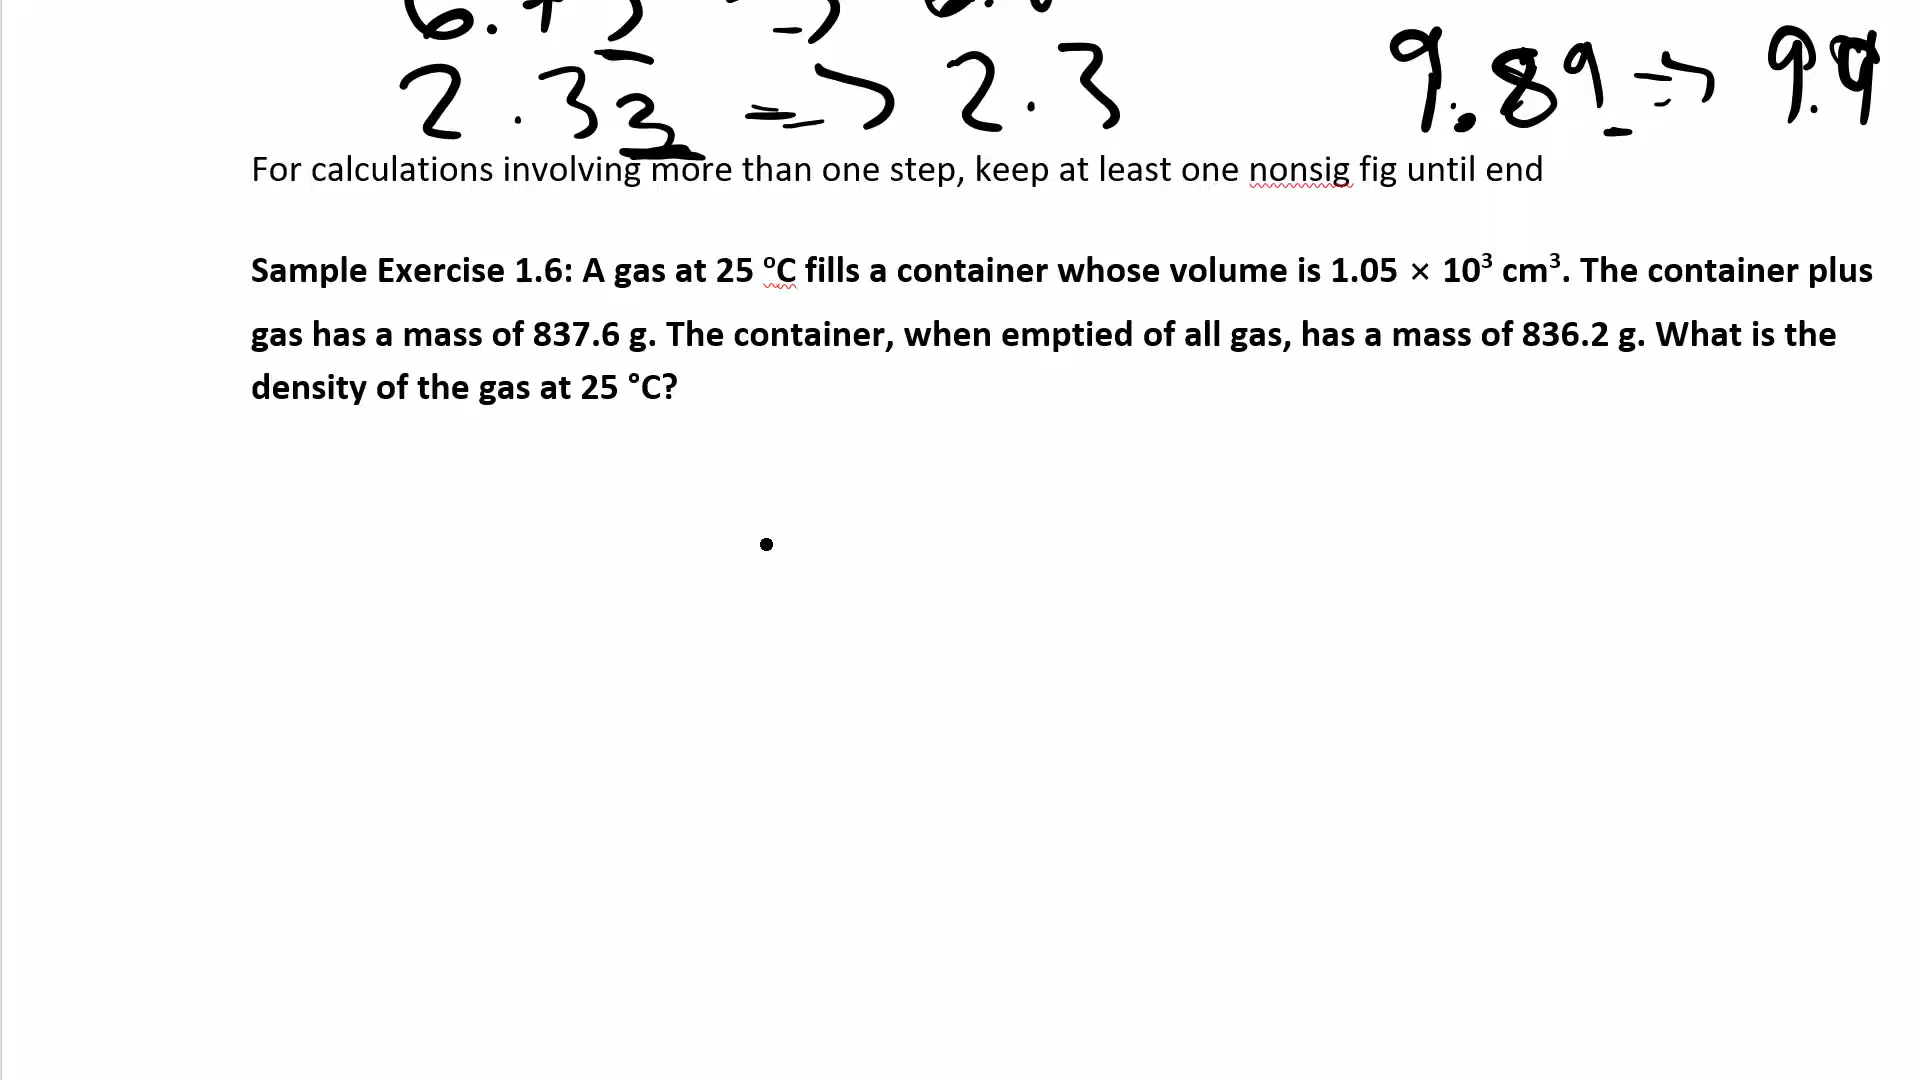 2.33 => 2.3
9.89 => 9.9
For calculations involving more than one step, keep at least one nonsig fig until end
Sample Exercise 1.6: A gas at 25 ºC fills a container whose volume is 1.05 × 10³ cm³. The container plus
gas has a mass of 837.6 g. The container, when emptied of all gas, has a mass of 836.2 g. What is the
density of the gas at 25 °C?